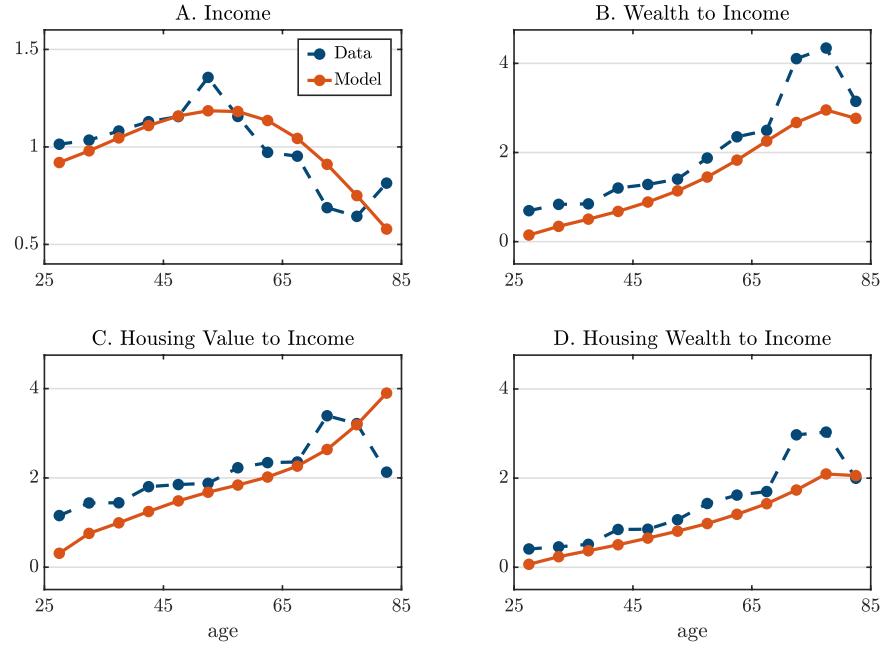 A. Income
1.5
1
0.5
25 45 65 85
Data
Model
B. Wealth to Income
4
2
0
25 45 65 85
C. Housing Value to Income
4
2
0
25 45 65 85
age
D. Housing Wealth to Income
4
2
0
25 45 65 85
age